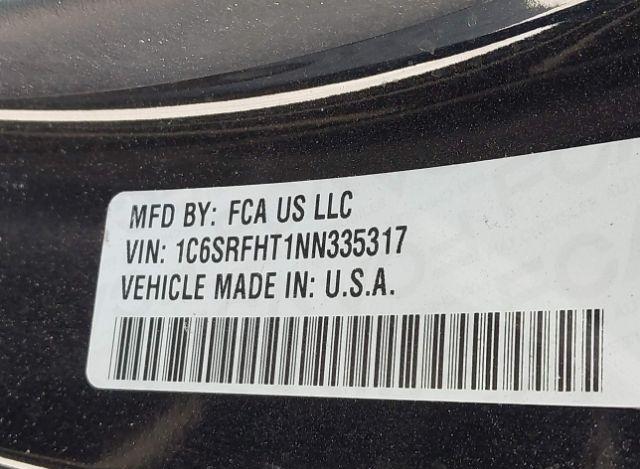 MFD BY: FCA US LLC
VIN: 1C6SRFHT1NN335317
VEHICLE MADE IN: U.S.A.